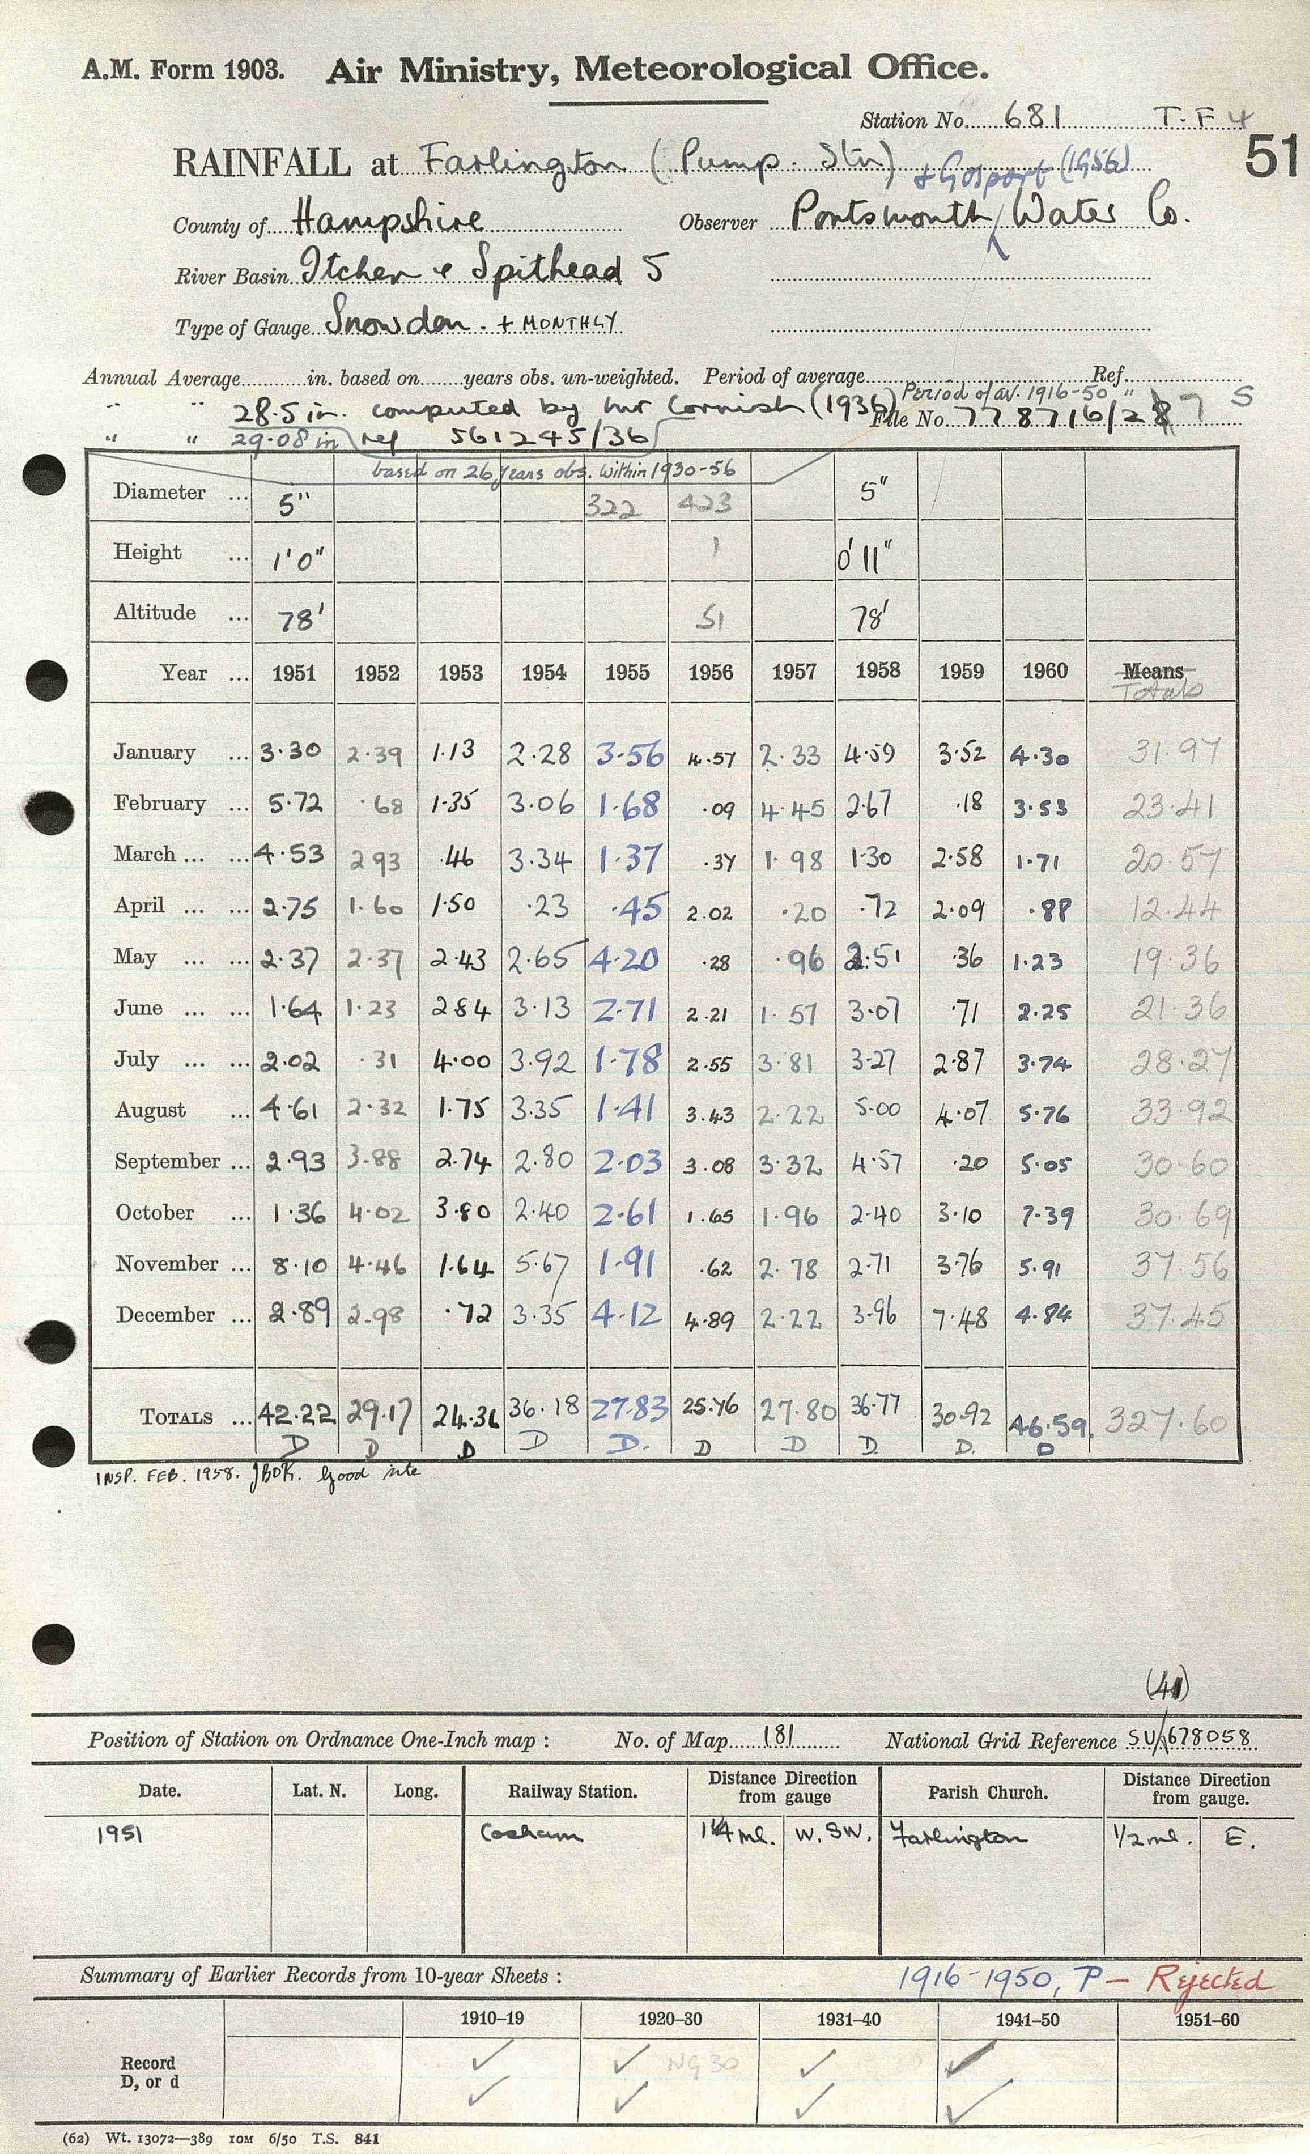 A.M. Form 1903. Air Ministry, Meteorological Office.
Station No. 681 T.F 4
RAINFALL at Farlington (Pump. Stn) + Gosport (1956) 51
County of Hampshire Observer Portsmouth Water Co.
River Basin Itchen & Spithead 5
Type of Gauge Snowdon. + MONTHLY
Annual Average in. based on years obs. un-weighted. Period of average Ref.
" " 28.5 in. computed by Mr Cornish (1936) Period of av. 1916-50 " S
File No. 778716/287
" " 29.08 in ref 561245/36
based on 26 years obs. within 1930-56
Diameter ... 5" 322 423 5"
Height ... 1'0" 1 0'11"
Altitude ... 78' 51 78'
Year ... 1951 1952 1953 1954 1955 1956 1957 1958 1959 1960 Means
Totals
January ... 3.30 2.39 1.13 2.28 3.56 4.57 2.33 4.59 3.52 4.30 31.97
February ... 5.72 .68 1.35 3.06 1.68 .09 4.45 2.67 .18 3.53 23.41
March ... ... 4.53 2.93 .46 3.34 1.37 .37 1.98 1.30 2.58 1.71 20.57
April ... ... 2.75 1.60 1.50 .23 .45 2.02 .20 .72 2.09 .88 12.44
May ... ... 2.37 2.37 2.43 2.65 4.20 .28 .96 2.51 .36 1.23 19.36
June ... ... 1.64 1.23 2.84 3.13 2.71 2.21 1.57 3.07 .71 2.25 21.36
July ... ... 2.02 .31 4.00 3.92 1.78 2.55 3.81 3.27 2.87 3.74 28.27
August ... 4.61 2.32 1.75 3.35 1.41 3.43 2.22 5.00 4.07 5.76 33.92
September ... 2.93 3.88 2.74 2.80 2.03 3.08 3.32 4.57 .20 5.05 30.60
October ... 1.36 4.02 3.80 2.40 2.61 1.65 1.96 2.40 3.10 7.39 30.69
November ... 8.10 4.46 1.64 5.67 1.91 .62 2.78 2.71 3.76 5.91 37.56
December ... 2.89 2.98 .72 3.35 4.12 4.89 2.22 3.96 7.48 4.84 37.45
TOTALS ... 42.22 29.17 24.36 36.18 27.83 25.76 27.80 36.77 30.92 46.59. 327.60
D D D D D. D D D. D. D
INSP. FEB. 1958. JBDK. Good site
(41)
Position of Station on Ordnance One-Inch map : No. of Map 181 National Grid Reference SU/678058
Date. Lat. N. Long. Railway Station. Distance from gauge Direction Parish Church. Distance from gauge. Direction
1951 Cosham 1¼ ml. W.SW. Farlington 1/2 ml. E.
Summary of Earlier Records from 10-year Sheets : 1916-1950, P — Rejected
1910–19 1920–30 1931–40 1941–50 1951–60
Record ✓ ✓ NG 30 ✓ ✓
D, or d ✓ ✓ ✓ ✓
(62) Wt. 13072—389 10M 6/50 T.S. 841